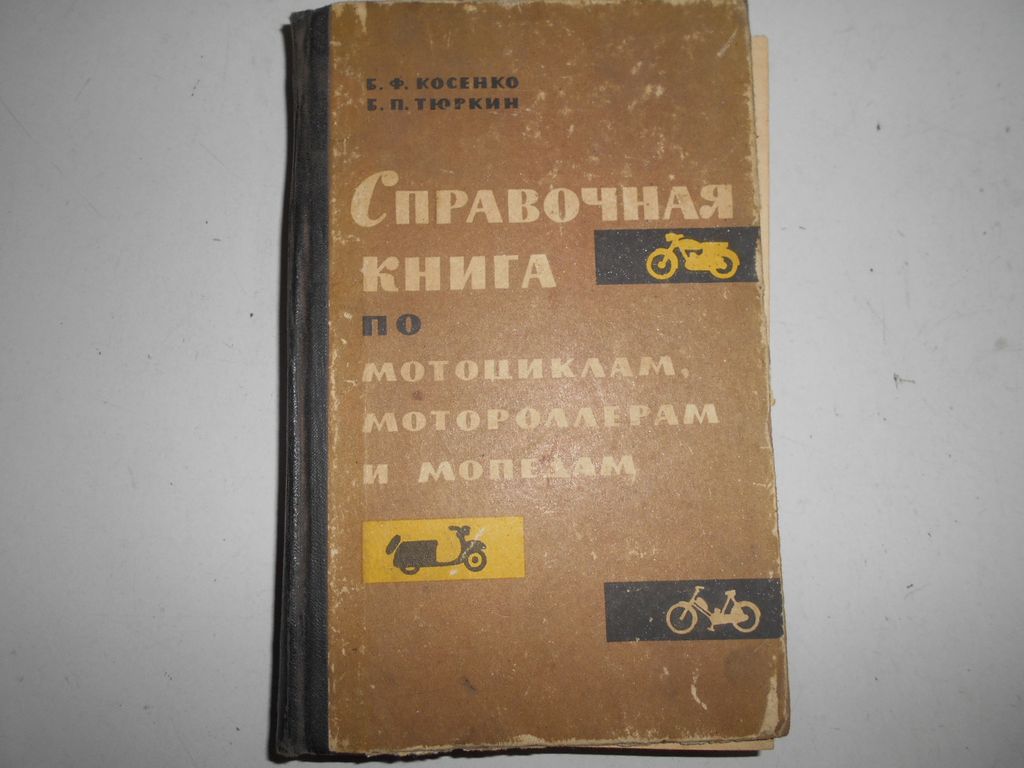 Б. Ф. КОСЕНКО
Б. П. ТЮРКИН
СПРАВОЧНАЯ
КНИГА
ПО
МОТОЦИКЛАМ,
МОТОРОЛЛЕРАМ
И МОПЕДАМ